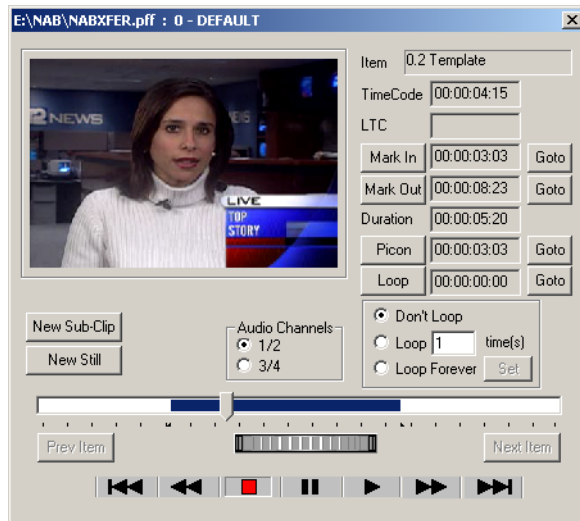 E:\NAB\NABXFER.pff : 0 - DEFAULT
Item 0.2 Template
TimeCode 00:00:04:15
LTC
Mark In 00:00:03:03 Goto
Mark Out 00:00:08:23 Goto
Duration 00:00:05:20
Picon 00:00:03:03 Goto
Loop 00:00:00:00 Goto
2 NEWS
LIVE
TOP
STORY
New Sub-Clip
New Still
Audio Channels
1/2
3/4
Don't Loop
Loop 1 time(s)
Loop Forever Set
Prev Item
Next Item